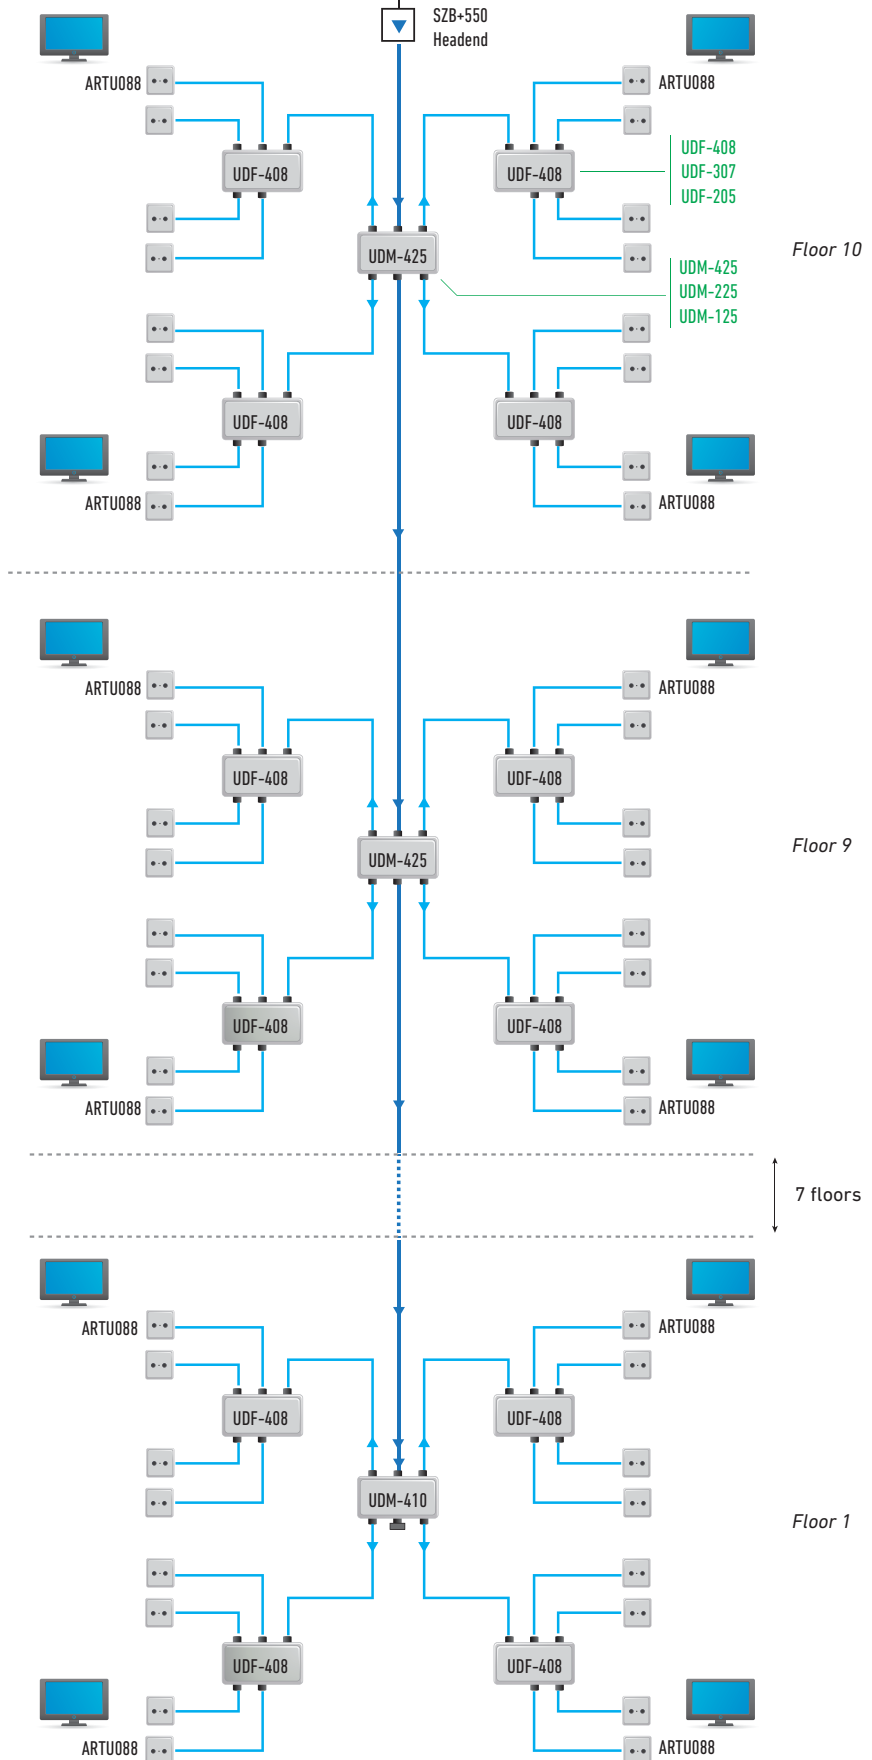 SZB+550
Headend
ARTU088
ARTU088
UDF-408
UDF-408
UDF-408
UDF-307
UDF-205
UDM-425
Floor 10
UDM-425
UDM-225
UDM-125
UDF-408
UDF-408
ARTU088
ARTU088
ARTU088
ARTU088
UDF-408
UDF-408
UDM-425
Floor 9
UDF-408
UDF-408
ARTU088
ARTU088
7 floors
ARTU088
ARTU088
UDF-408
UDF-408
UDM-410
Floor 1
UDF-408
UDF-408
ARTU088
ARTU088